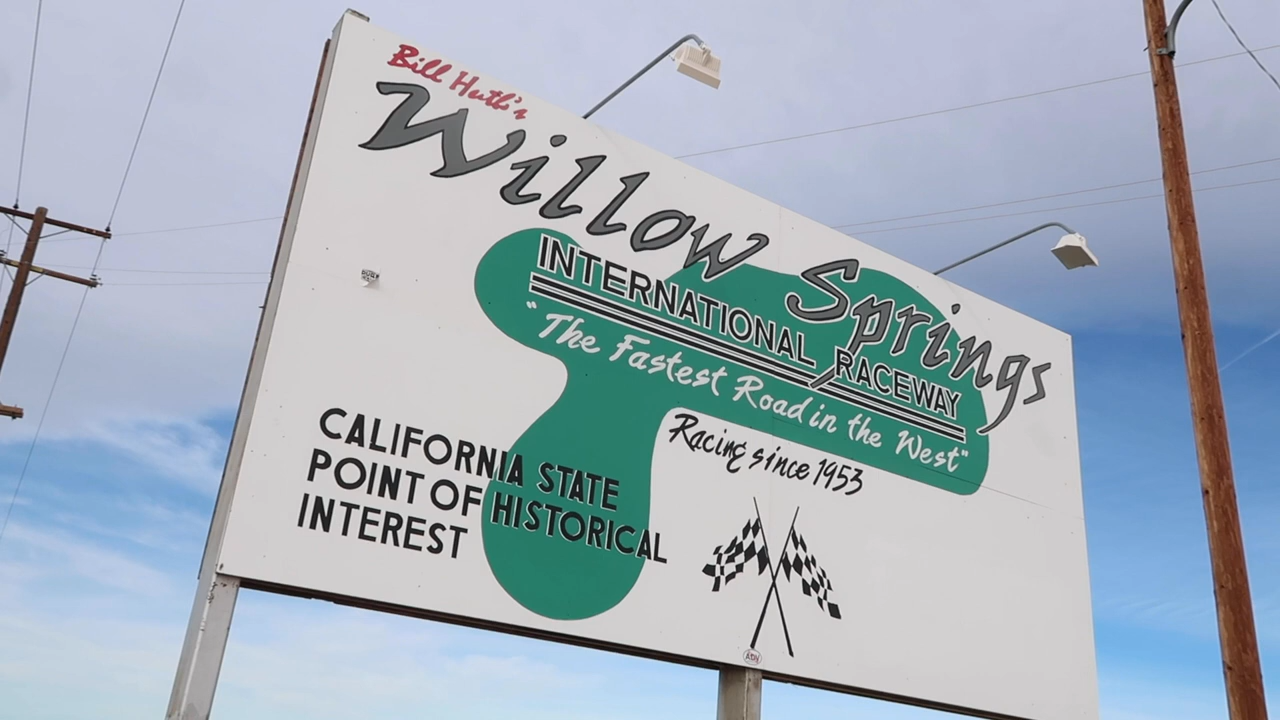 Bill Huth's
Willow Springs
INTERNATIONAL RACEWAY
"The Fastest Road in the West"
Racing since 1953
CALIFORNIA STATE
POINT OF HISTORICAL
INTEREST